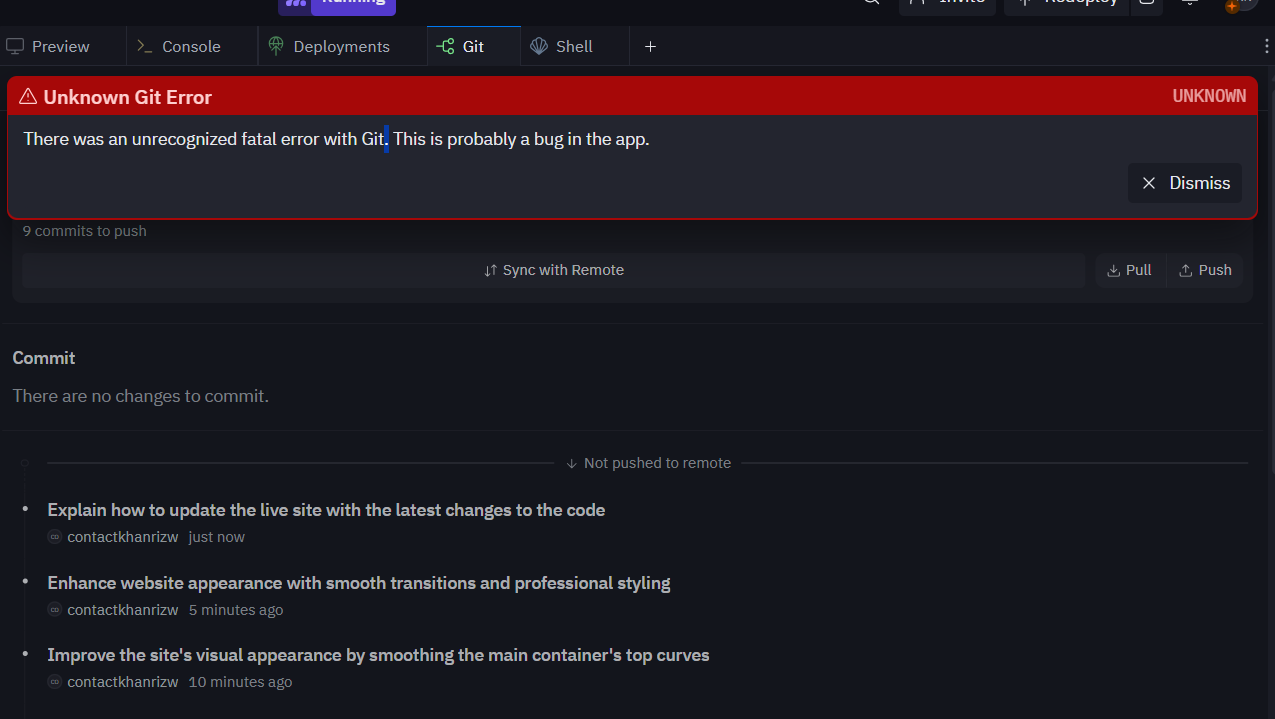 Running Invite Redeploy
Preview Console Deployments Git Shell
Unknown Git Error UNKNOWN
There was an unrecognized fatal error with Git. This is probably a bug in the app.
Dismiss
9 commits to push
Sync with Remote Pull Push
Commit
There are no changes to commit.
Not pushed to remote
Explain how to update the live site with the latest changes to the code
contactkhanrizw just now
Enhance website appearance with smooth transitions and professional styling
contactkhanrizw 5 minutes ago
Improve the site's visual appearance by smoothing the main container's top curves
contactkhanrizw 10 minutes ago